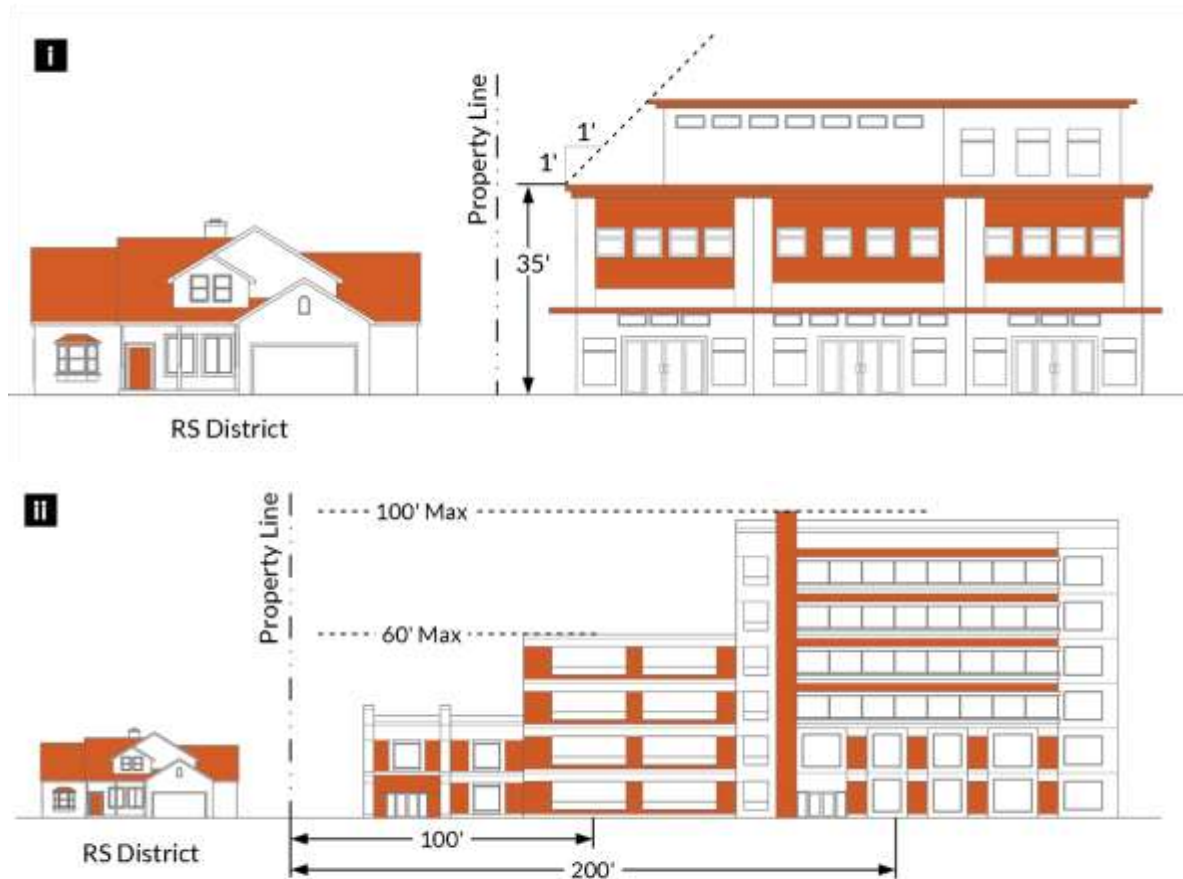 i
Property Line
1'
1'
35'
RS District
ii
Property Line
100' Max
60' Max
100'
RS District
200'